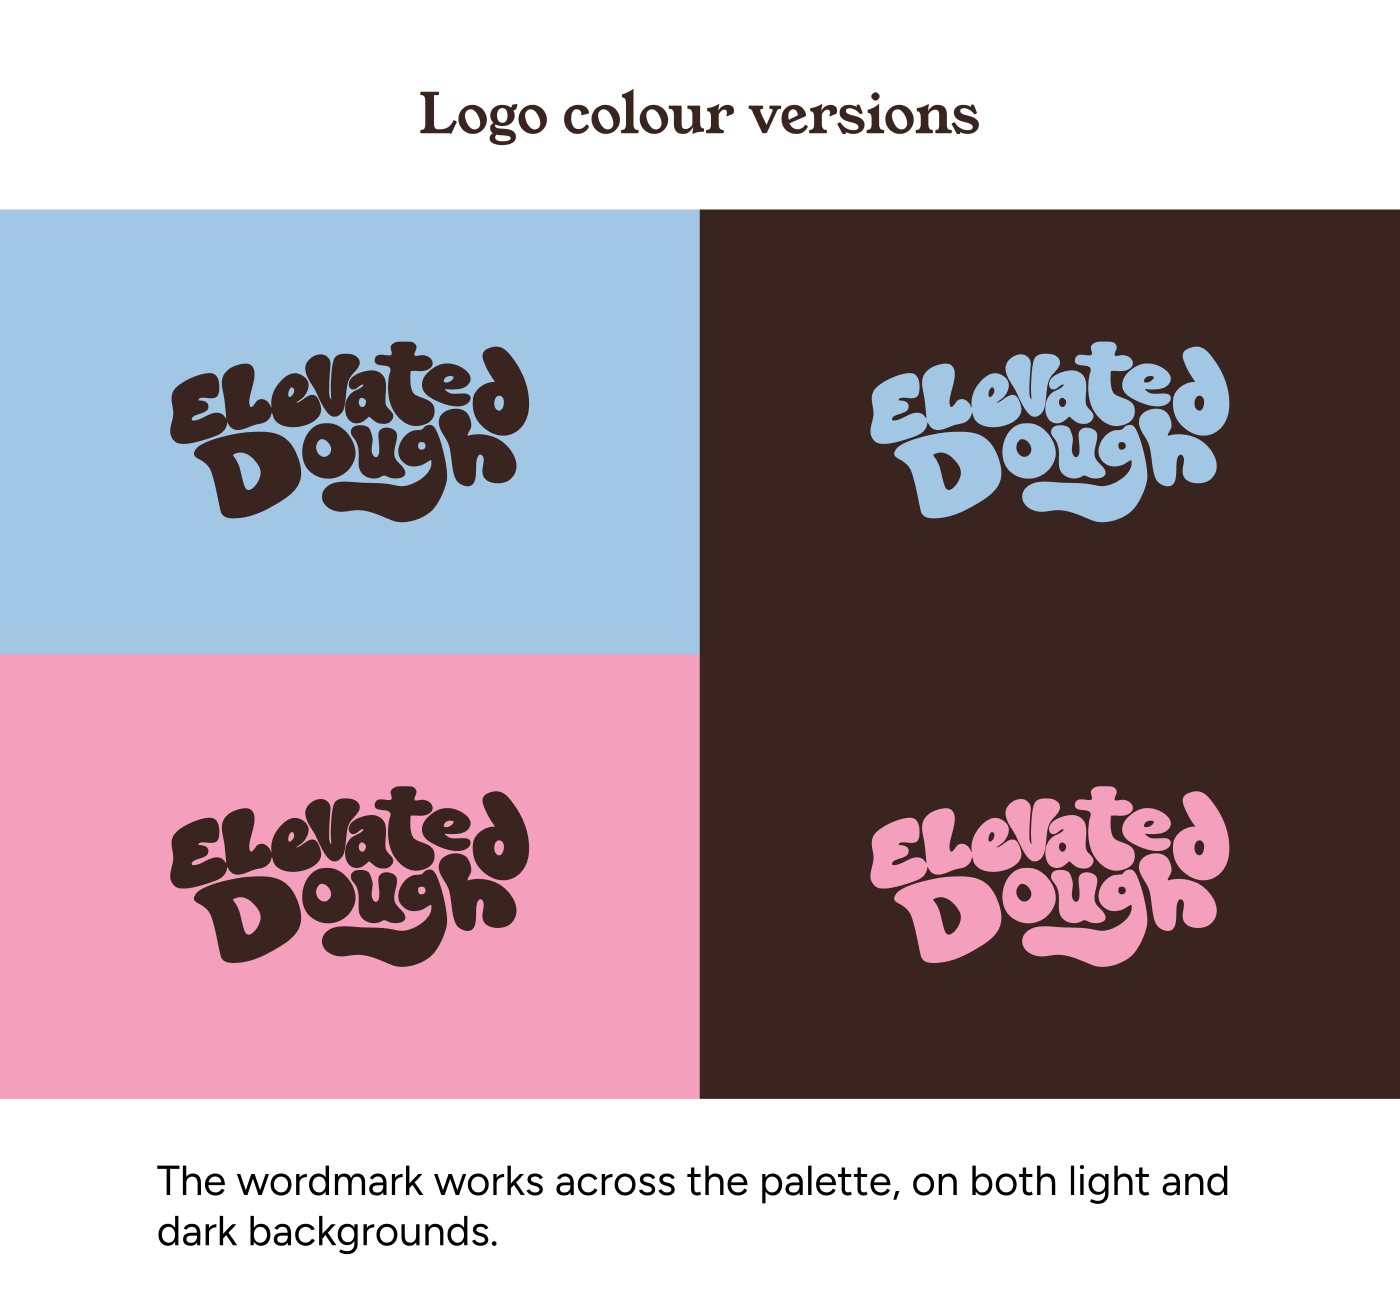 Logo colour versions
Elevated
Dough
Elevated
Dough
Elevated
Dough
Elevated
Dough
The wordmark works across the palette, on both light and
dark backgrounds.